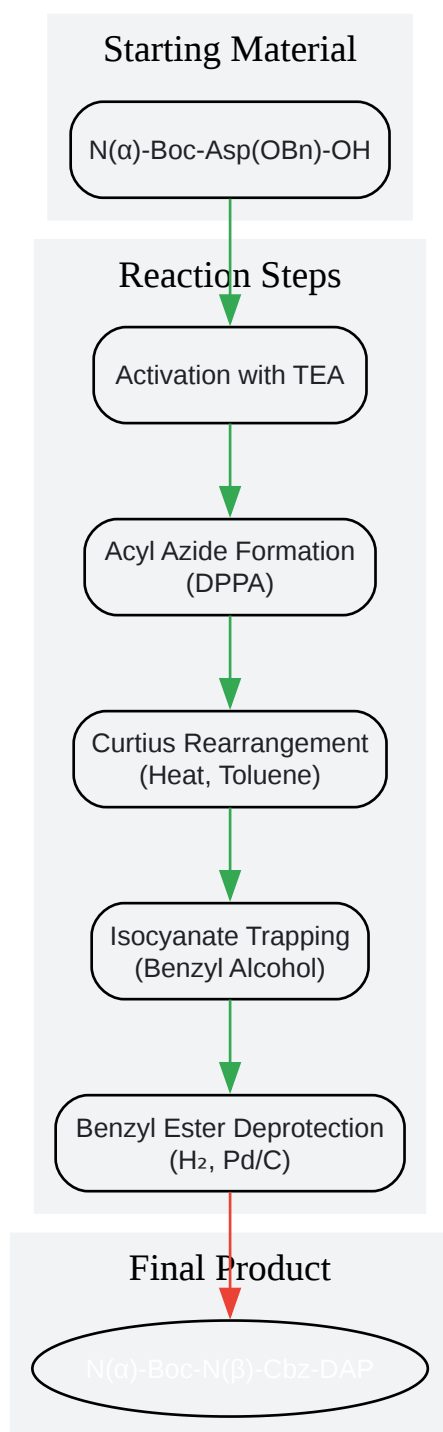 Starting Material
N(α)-Boc-Asp(OBn)-OH
Reaction Steps
Activation with TEA
Acyl Azide Formation
(DPPA)
Curtius Rearrangement
(Heat, Toluene)
Isocyanate Trapping
(Benzyl Alcohol)
Benzyl Ester Deprotection
(H₂, Pd/C)
Final Product
N(α)-Boc-N(β)-Cbz-DAP